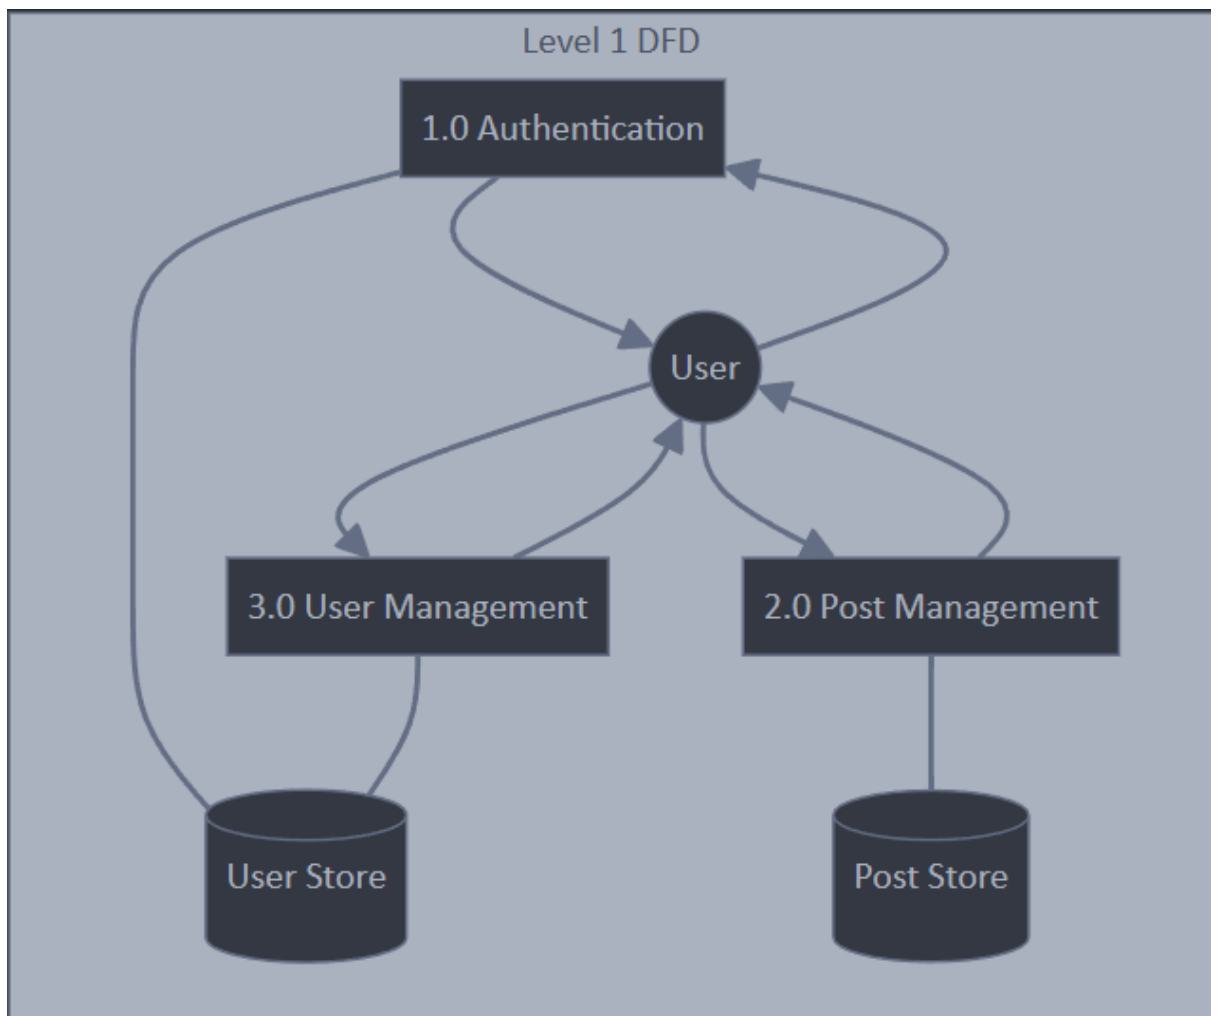 Level 1 DFD
1.0 Authentication
User
3.0 User Management
2.0 Post Management
User Store
Post Store